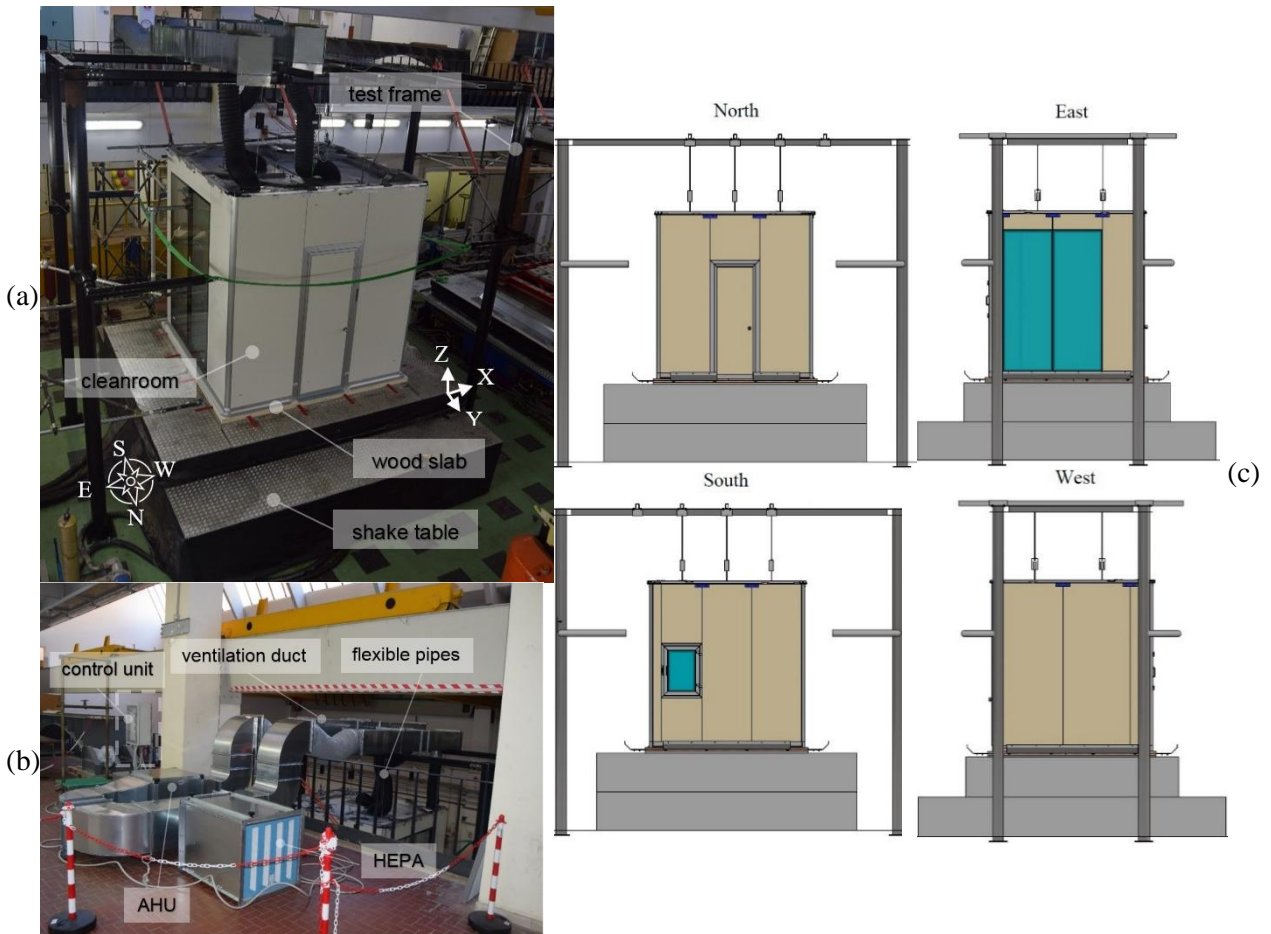 (a)
test frame
cleanroom
wood slab
shake table
Z
X
Y
S
W
E
N
(b)
control unit
ventilation duct
flexible pipes
HEPA
AHU
North
East
South
West
(c)